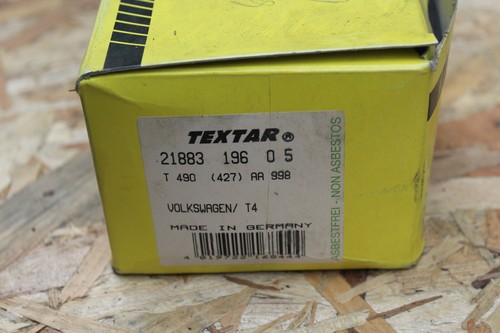 TEXTAR®
21883 196 0 5
T 490 (427) AA 998
VOLKSWAGEN/ T4
MADE IN GERMANY
ASBESTFREI - NON ASBESTOS